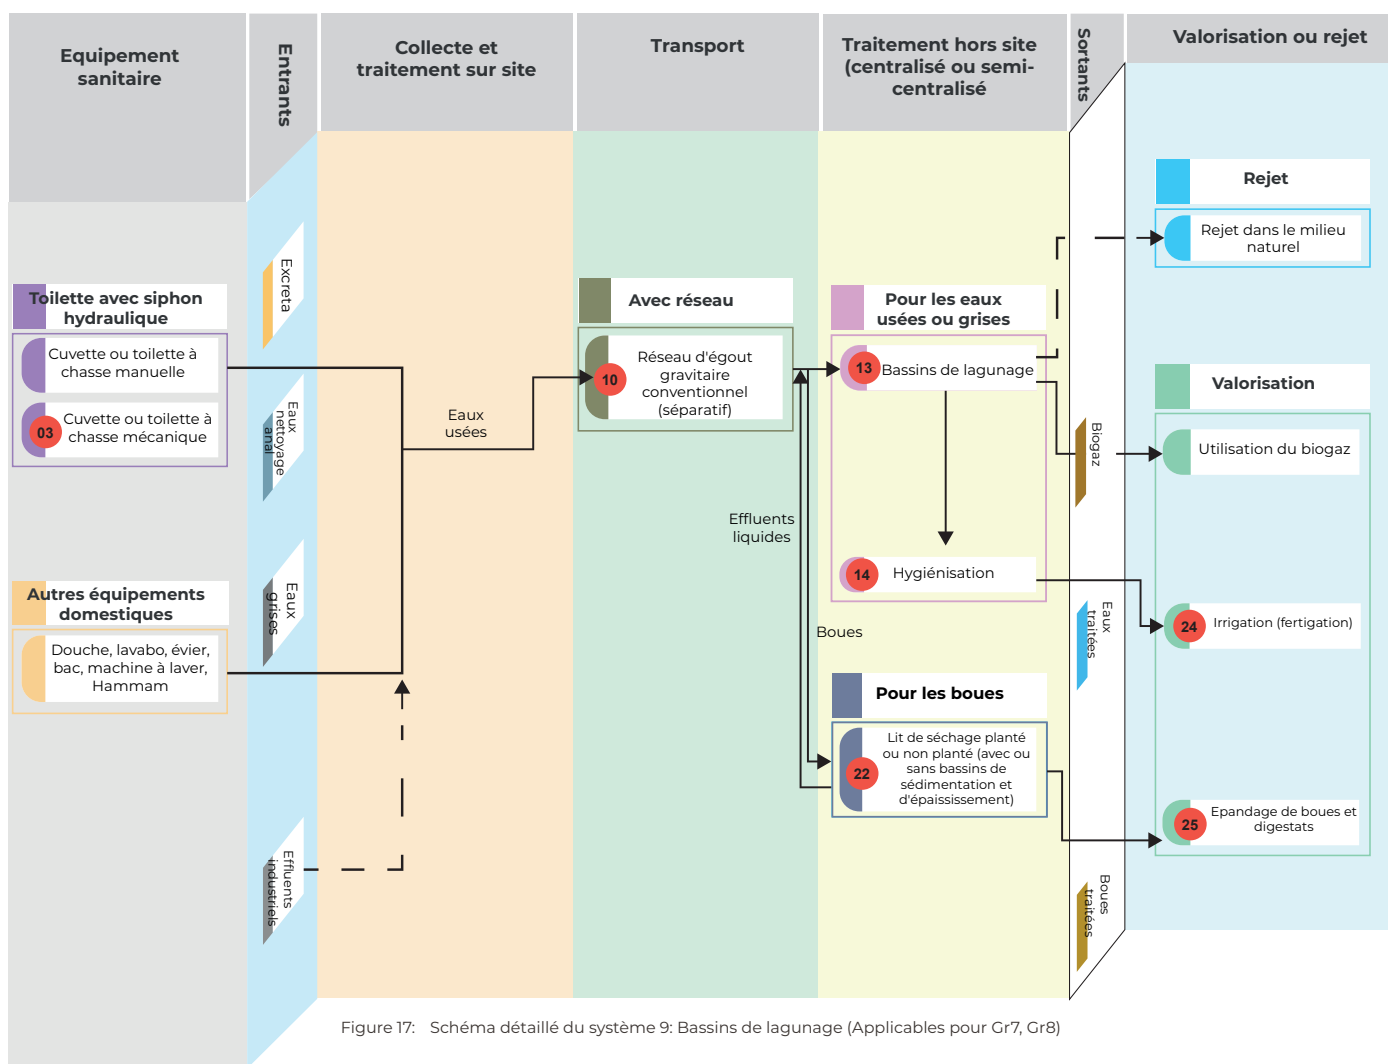 Equipement
sanitaire
Entrants
Collecte et
traitement sur site
Transport
Traitement hors site
(centralisé ou semi-
centralisé
Sortants
Valorisation ou rejet
Toilette avec siphon
hydraulique
Cuvette ou toilette à
chasse manuelle
03
Cuvette ou toilette à
chasse mécanique
Autres équipements
domestiques
Douche, lavabo, évier,
bac, machine à laver,
Hammam
Excreta
Eaux
nettoyage
anal
Eaux
grises
Effluents
industriels
Eaux
usées
Avec réseau
10
Réseau d'égout
gravitaire
conventionnel
(séparatif)
Effluents
liquides
Boues
Pour les eaux
usées ou grises
13
Bassins de lagunage
14
Hygiénisation
Pour les boues
22
Lit de séchage planté
ou non planté (avec ou
sans bassins de
sédimentation et
d'épaississement)
Biogaz
Eaux
traitées
Boues
traitées
Rejet
Rejet dans le milieu
naturel
Valorisation
Utilisation du biogaz
24
Irrigation (fertigation)
25
Epandage de boues et
digestats
Figure 17: Schéma détaillé du système 9: Bassins de lagunage (Applicables pour Gr7, Gr8)